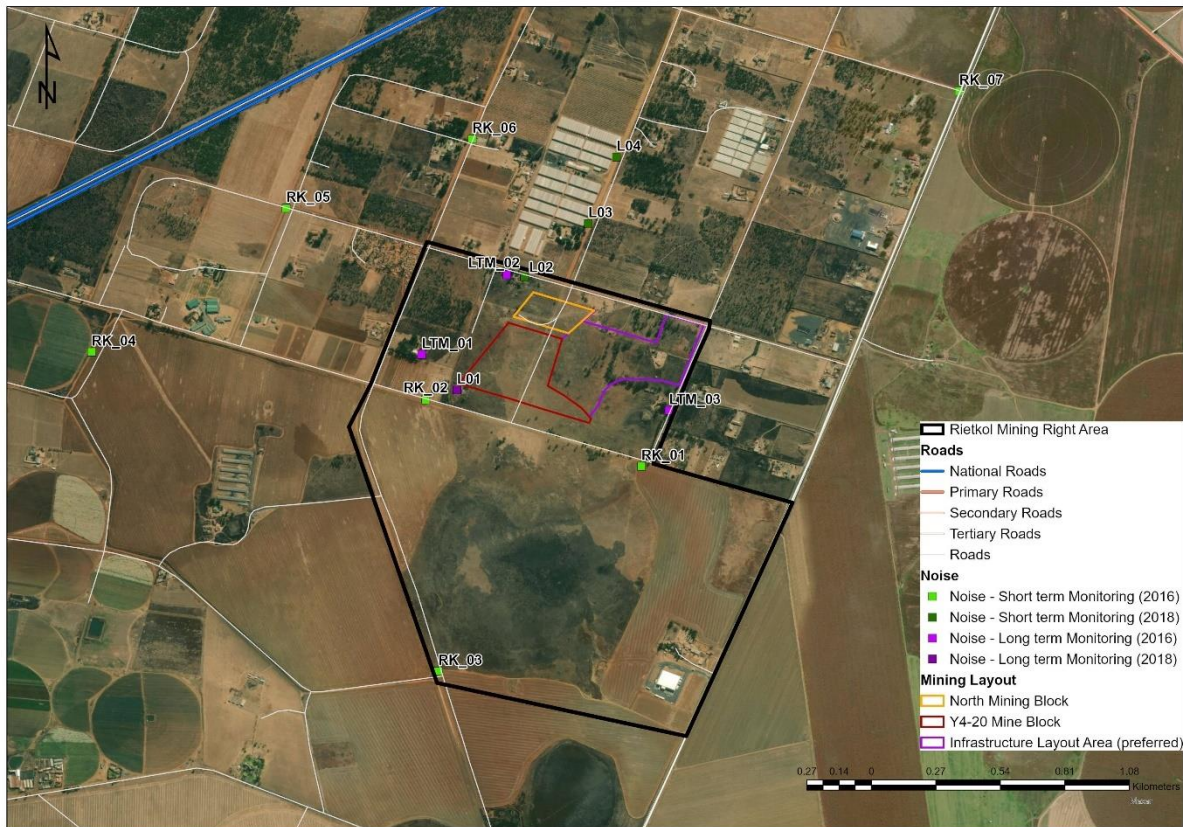 N
RK_07
RK_06
L04
RK_05
L03
LTM_02
L02
RK_04
LTM_01
L01
RK_02
LTM_03
RK_01
RK_03
Rietkol Mining Right Area
Roads
National Roads
Primary Roads
Secondary Roads
Tertiary Roads
Roads
Noise
Noise - Short term Monitoring (2016)
Noise - Short term Monitoring (2018)
Noise - Long term Monitoring (2016)
Noise - Long term Monitoring (2018)
Mining Layout
North Mining Block
Y4-20 Mine Block
Infrastructure Layout Area (preferred)
0.27 0.14 0 0.27 0.54 0.81 1.08
Kilometers
Maxar